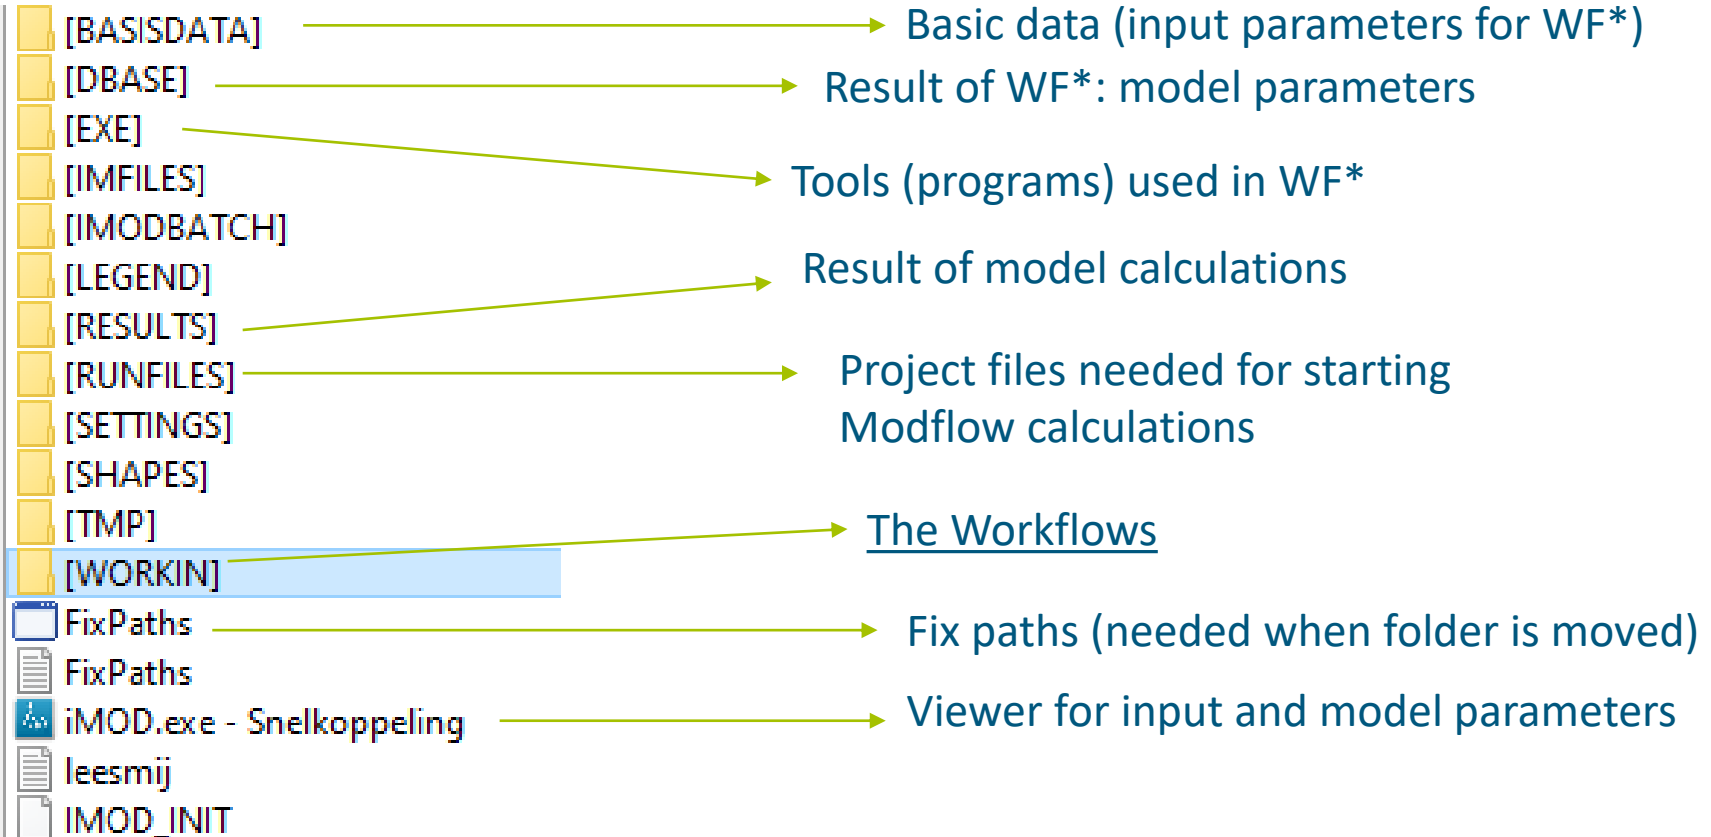 [BASISDATA]
Basic data (input parameters for WF*)
[DBASE]
Result of WF*: model parameters
[EXE]
[IMFILES]
Tools (programs) used in WF*
[IMODBATCH]
[LEGEND]
Result of model calculations
[RESULTS]
[RUNFILES]
Project files needed for starting
Modflow calculations
[SETTINGS]
[SHAPES]
[TMP]
The Workflows
[WORKIN]
FixPaths
Fix paths (needed when folder is moved)
FixPaths
iMOD.exe - Snelkoppeling
Viewer for input and model parameters
leesmij
IMOD_INIT